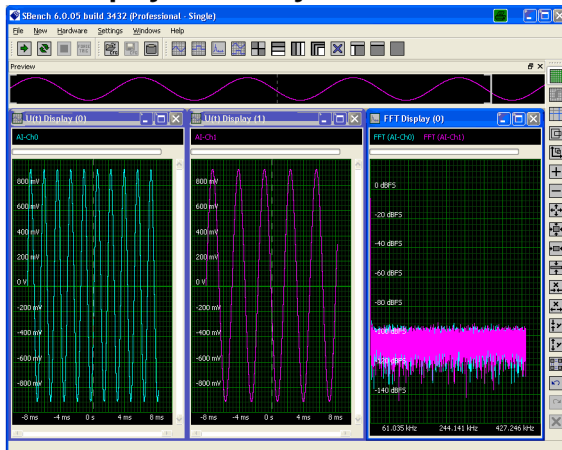 SBench 6.0.05 build 3432 (Professional - Single)
File New Hardware Settings Windows Help
Preview
U(t) Display (0)
AI-Ch0
800 mV
600 mV
400 mV
200 mV
0 V
-200 mV
-400 mV
-600 mV
-800 mV
-8 ms -4 ms 0 s 4 ms 8 ms
U(t) Display (1)
AI-Ch1
800 mV
600 mV
400 mV
200 mV
0 V
-200 mV
-400 mV
-600 mV
-800 mV
-8 ms -4 ms 0 s 4 ms 8 ms
FFT Display (0)
FFT (AI-Ch0) FFT (AI-Ch1)
0 dBFS
-20 dBFS
-40 dBFS
-60 dBFS
-80 dBFS
-100 dBFS
-120 dBFS
-140 dBFS
61.035 kHz 244.141 kHz 427.246 kHz